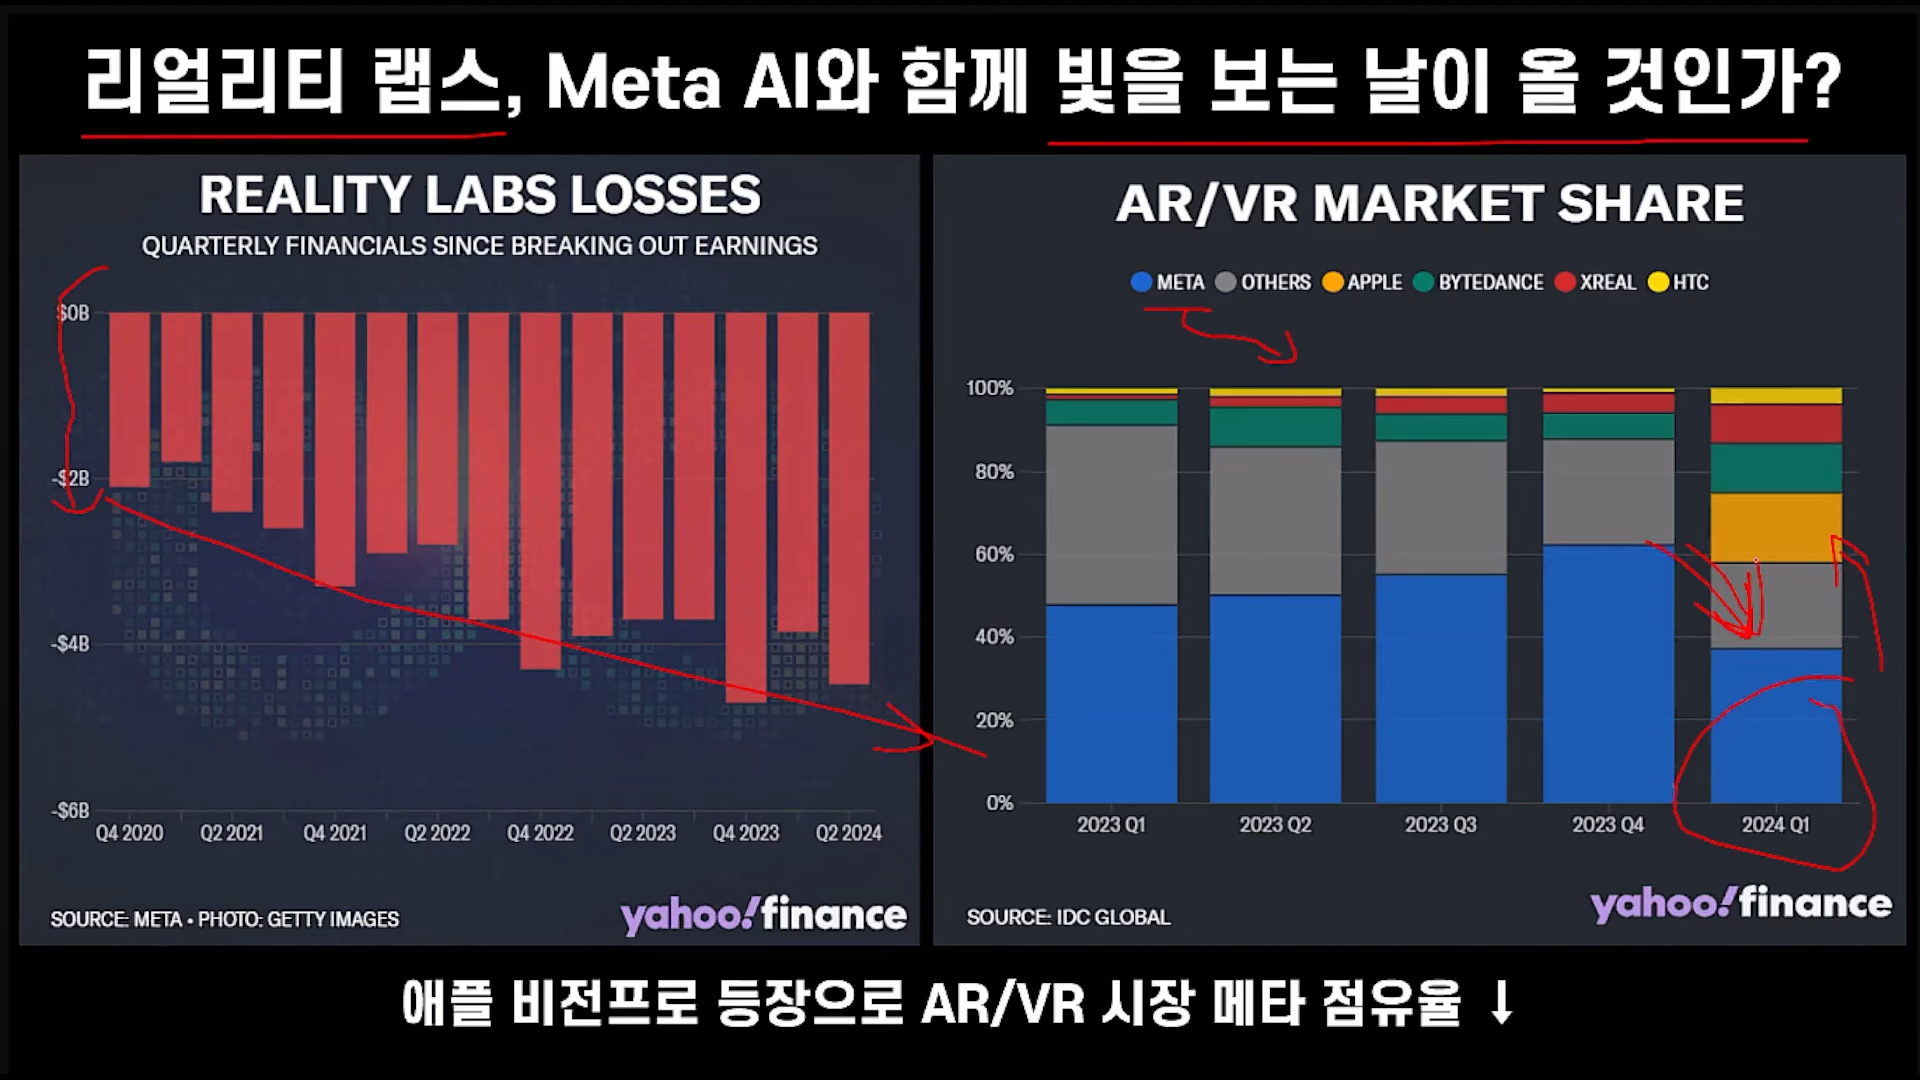 리얼리티 랩스, Meta AI와 함께 빛을 보는 날이 올 것인가?
REALITY LABS LOSSES
QUARTERLY FINANCIALS SINCE BREAKING OUT EARNINGS
$0B
-$2B
-$4B
-$6B
Q4 2020 Q2 2021 Q4 2021 Q2 2022 Q4 2022 Q2 2023 Q4 2023 Q2 2024
SOURCE: META • PHOTO: GETTY IMAGES
yahoo!finance
AR/VR MARKET SHARE
META OTHERS APPLE BYTEDANCE XREAL HTC
100%
80%
60%
40%
20%
0%
2023 Q1 2023 Q2 2023 Q3 2023 Q4 2024 Q1
SOURCE: IDC GLOBAL
yahoo!finance
애플 비전프로 등장으로 AR/VR 시장 메타 점유율 ↓